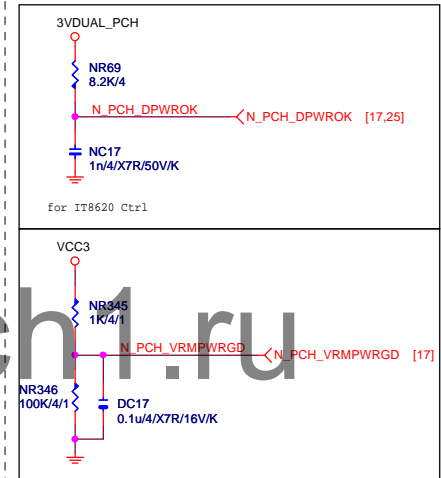 3VDUAL_PCH
NR69
8.2K/4
N_PCH_DPWROK
N_PCH_DPWROK [17,25]
NC17
1n/4/X7R/50V/K
for IT8620 Ctrl
VCC3
NR345
1K/4/1
N_PCH_VRMPWRGD
N_PCH_VRMPWRGD [17]
NR346
100K/4/1
DC17
0.1u/4/X7R/16V/K
ch1.ru